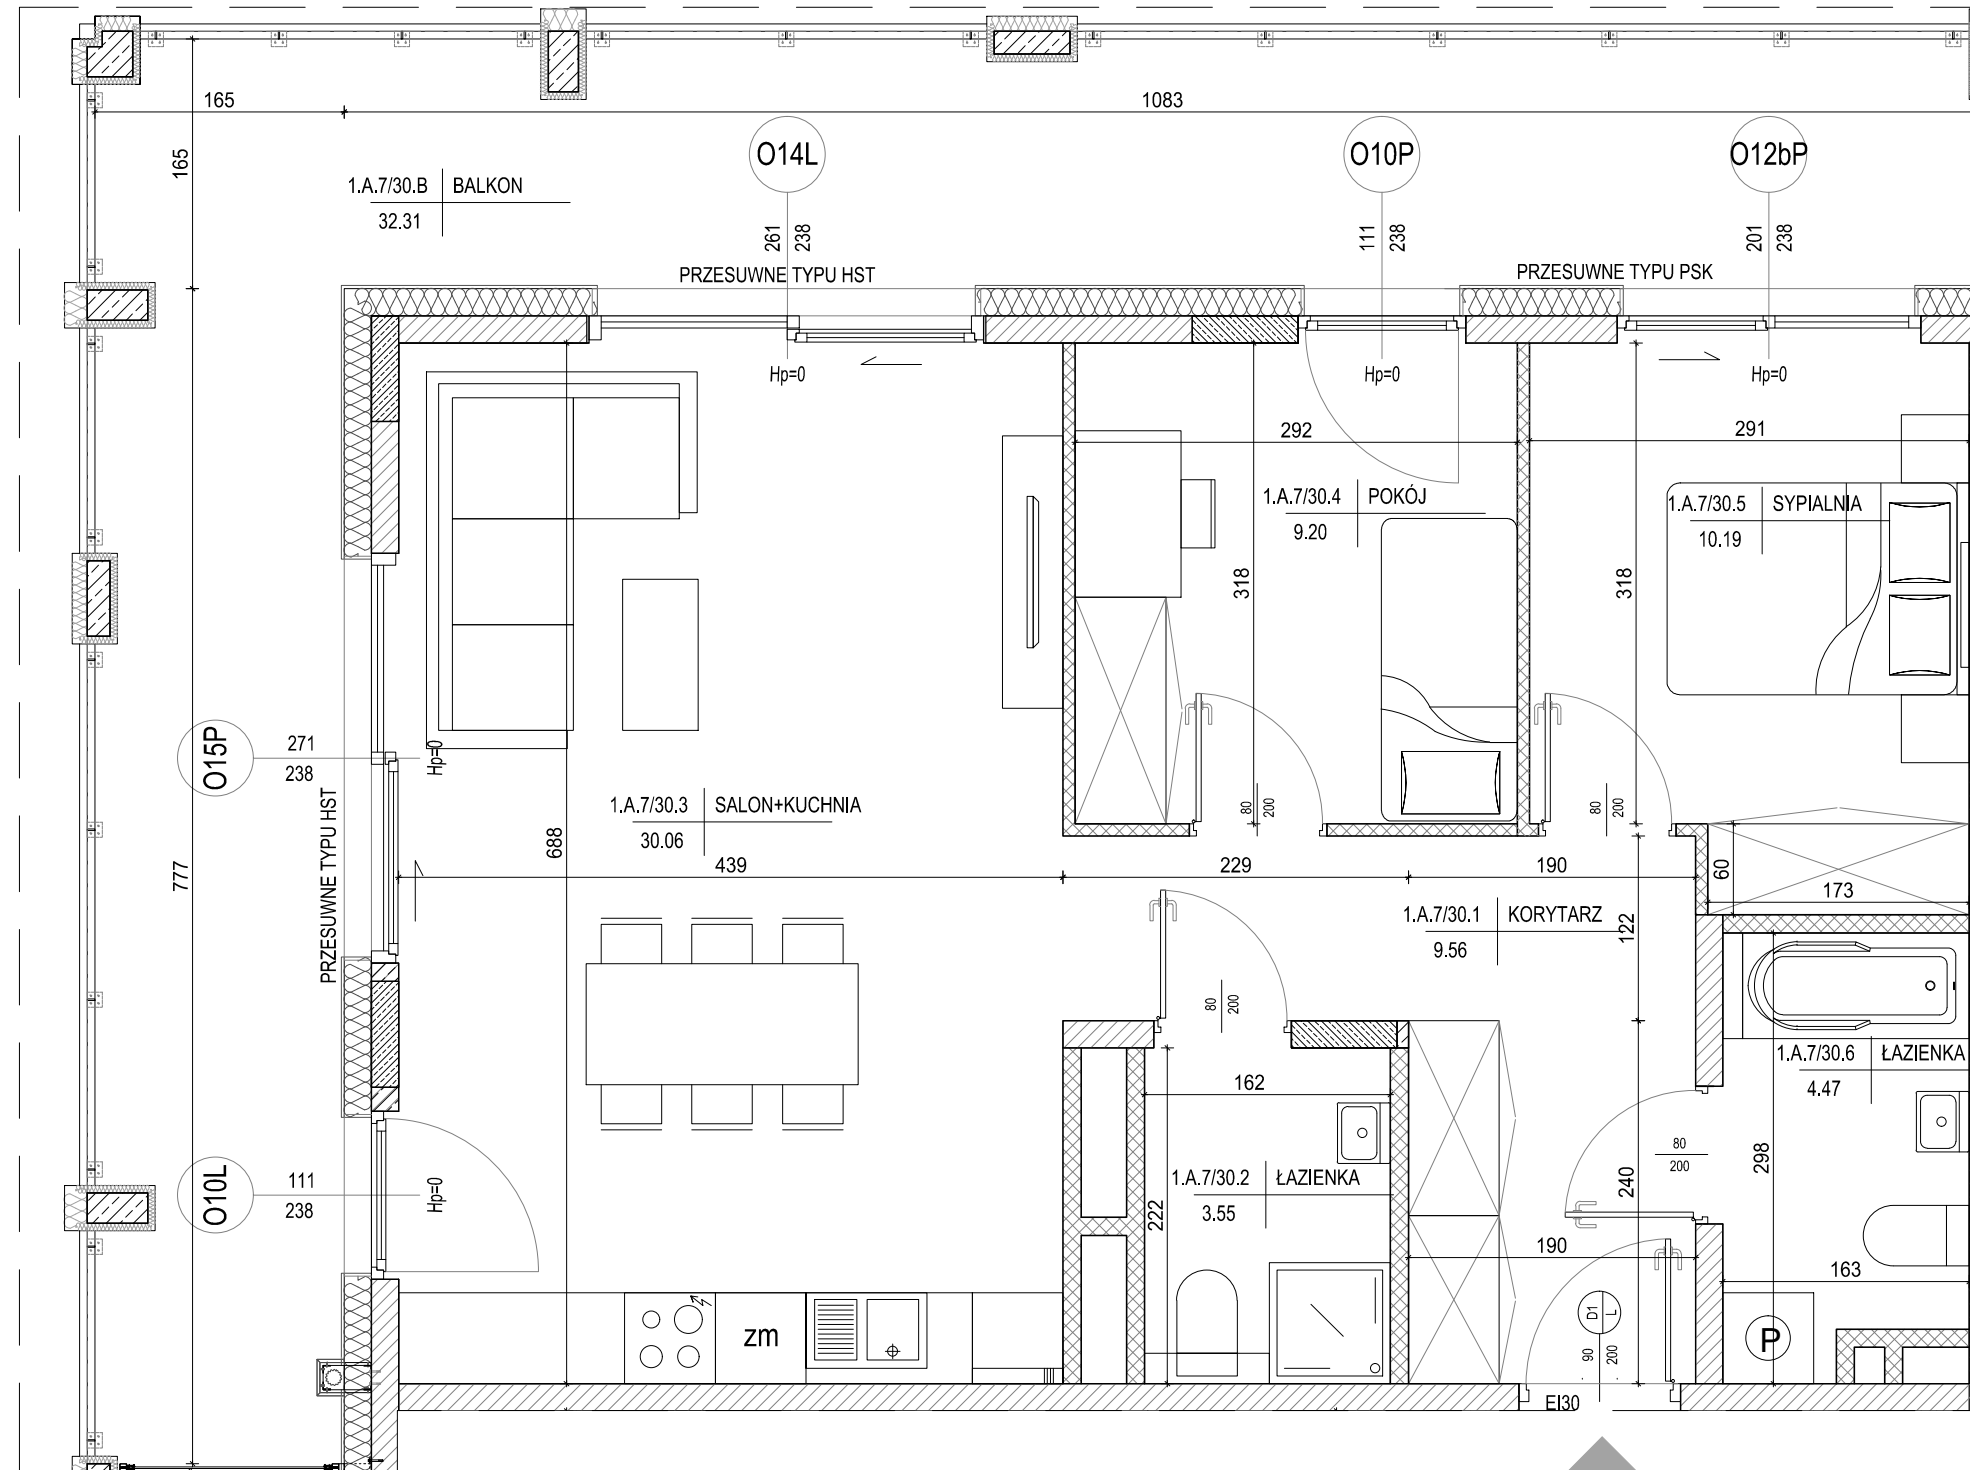 165
1083
165
O14L
O10P
O12bP
1.A.7/30.B BALKON
32.31
261
238
111
238
201
238
PRZESUWNE TYPU HST
PRZESUWNE TYPU PSK
Hp=0
Hp=0
Hp=0
292
291
1.A.7/30.4 POKÓJ
9.20
1.A.7/30.5 SYPIALNIA
10.19
318
318
O15P
271
238
Hp=0
PRZESUWNE TYPU HST
1.A.7/30.3 SALON+KUCHNIA
30.06
80
200
80
200
688
777
439
229
190
60
173
1.A.7/30.1 KORYTARZ
9.56
122
80
200
162
1.A.7/30.6 ŁAZIENKA
4.47
O10L
111
238
Hp=0
1.A.7/30.2 ŁAZIENKA
3.55
222
240
80
200
298
190
163
zm
D1
L
90
200
P
EI30